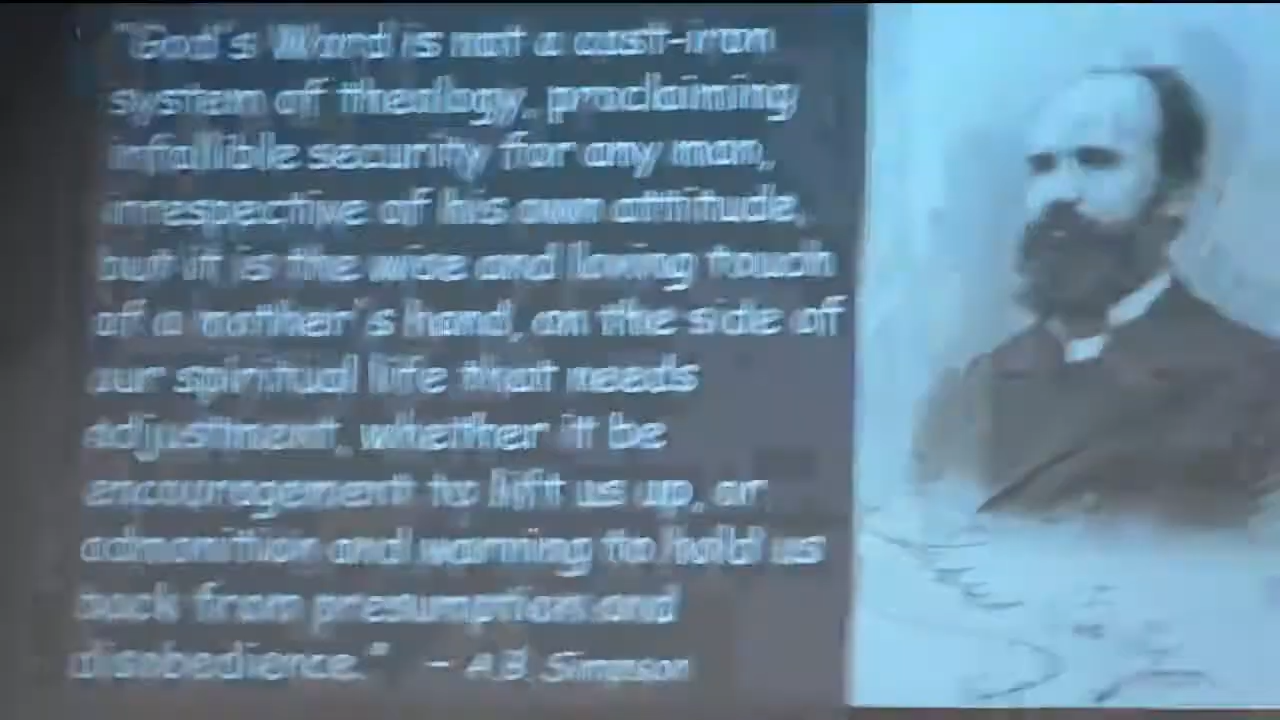 "God's Word is not a cast-iron
system of theology, proclaiming
infallible security for any man,
irrespective of his own attitude,
but it is the wise and loving touch
of a mother's hand, on the side of
our spiritual life that needs
adjustment, whether it be
encouragement to lift us up, or
admonition and warning to hold us
back from presumption and
disobedience." - A.B. Simpson